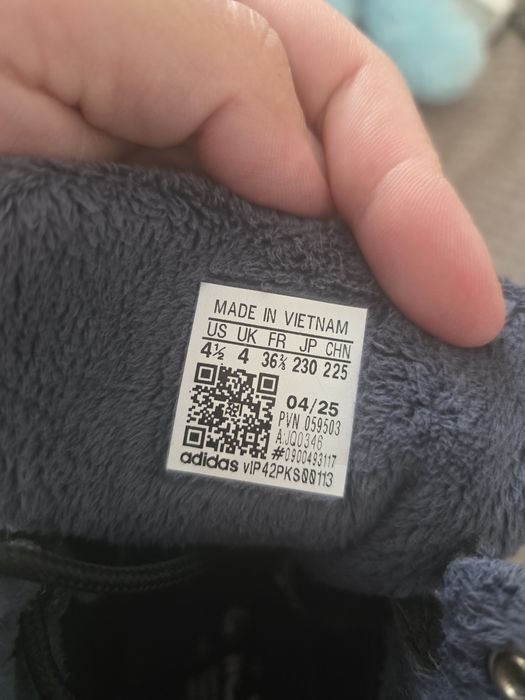 MADE IN VIETNAM
US UK FR JP CHN
4½ 4 36⅔ 230 225
04/25
PVN 059503
A:JQ0346
#0900493117
adidas vIP42PKS00113